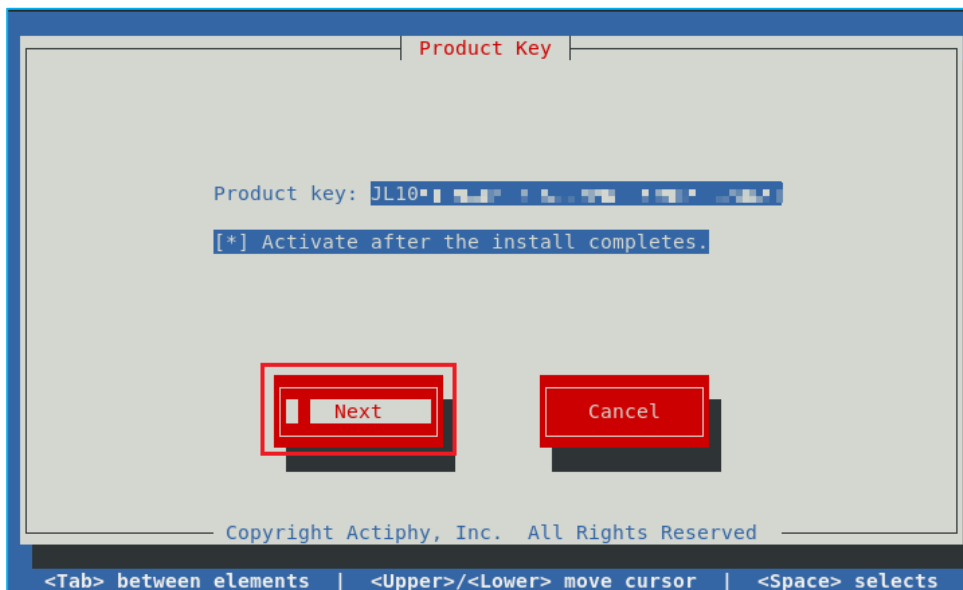 Product Key
Product key: JL10
[*] Activate after the install completes.
Next
Cancel
Copyright Actiphy, Inc. All Rights Reserved
<Tab> between elements | <Upper>/<Lower> move cursor | <Space> selects